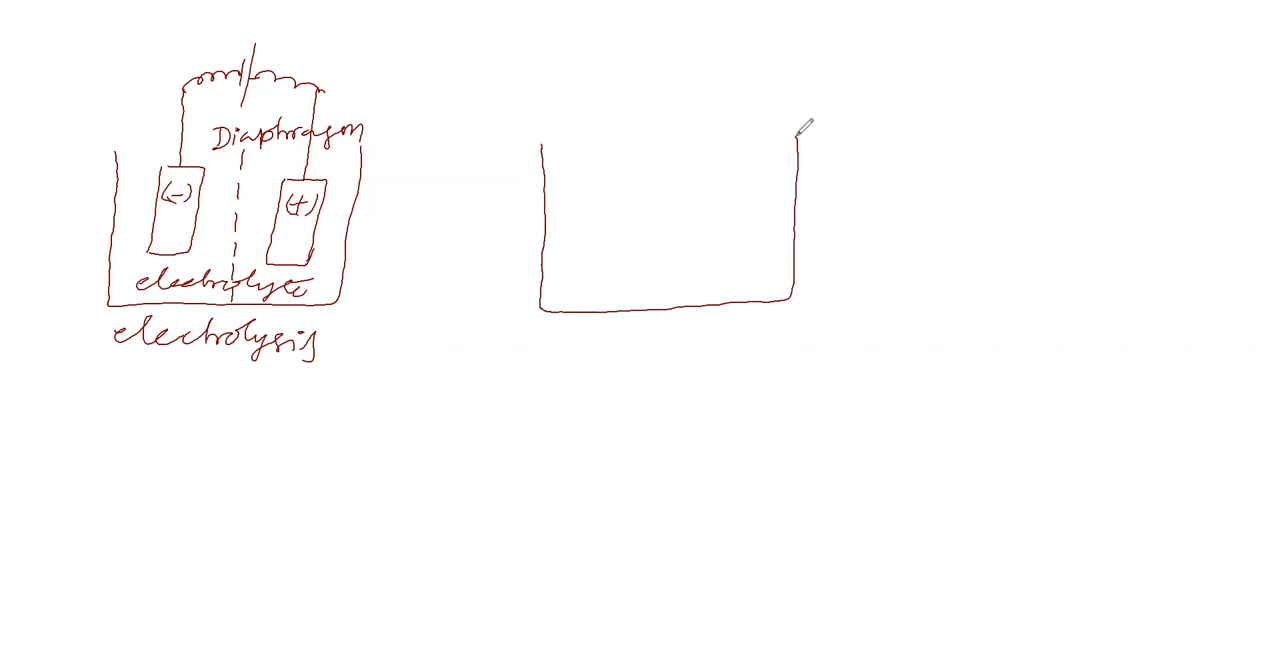 Diaphragm
(-)
(+)
electrolyte
electrolysis